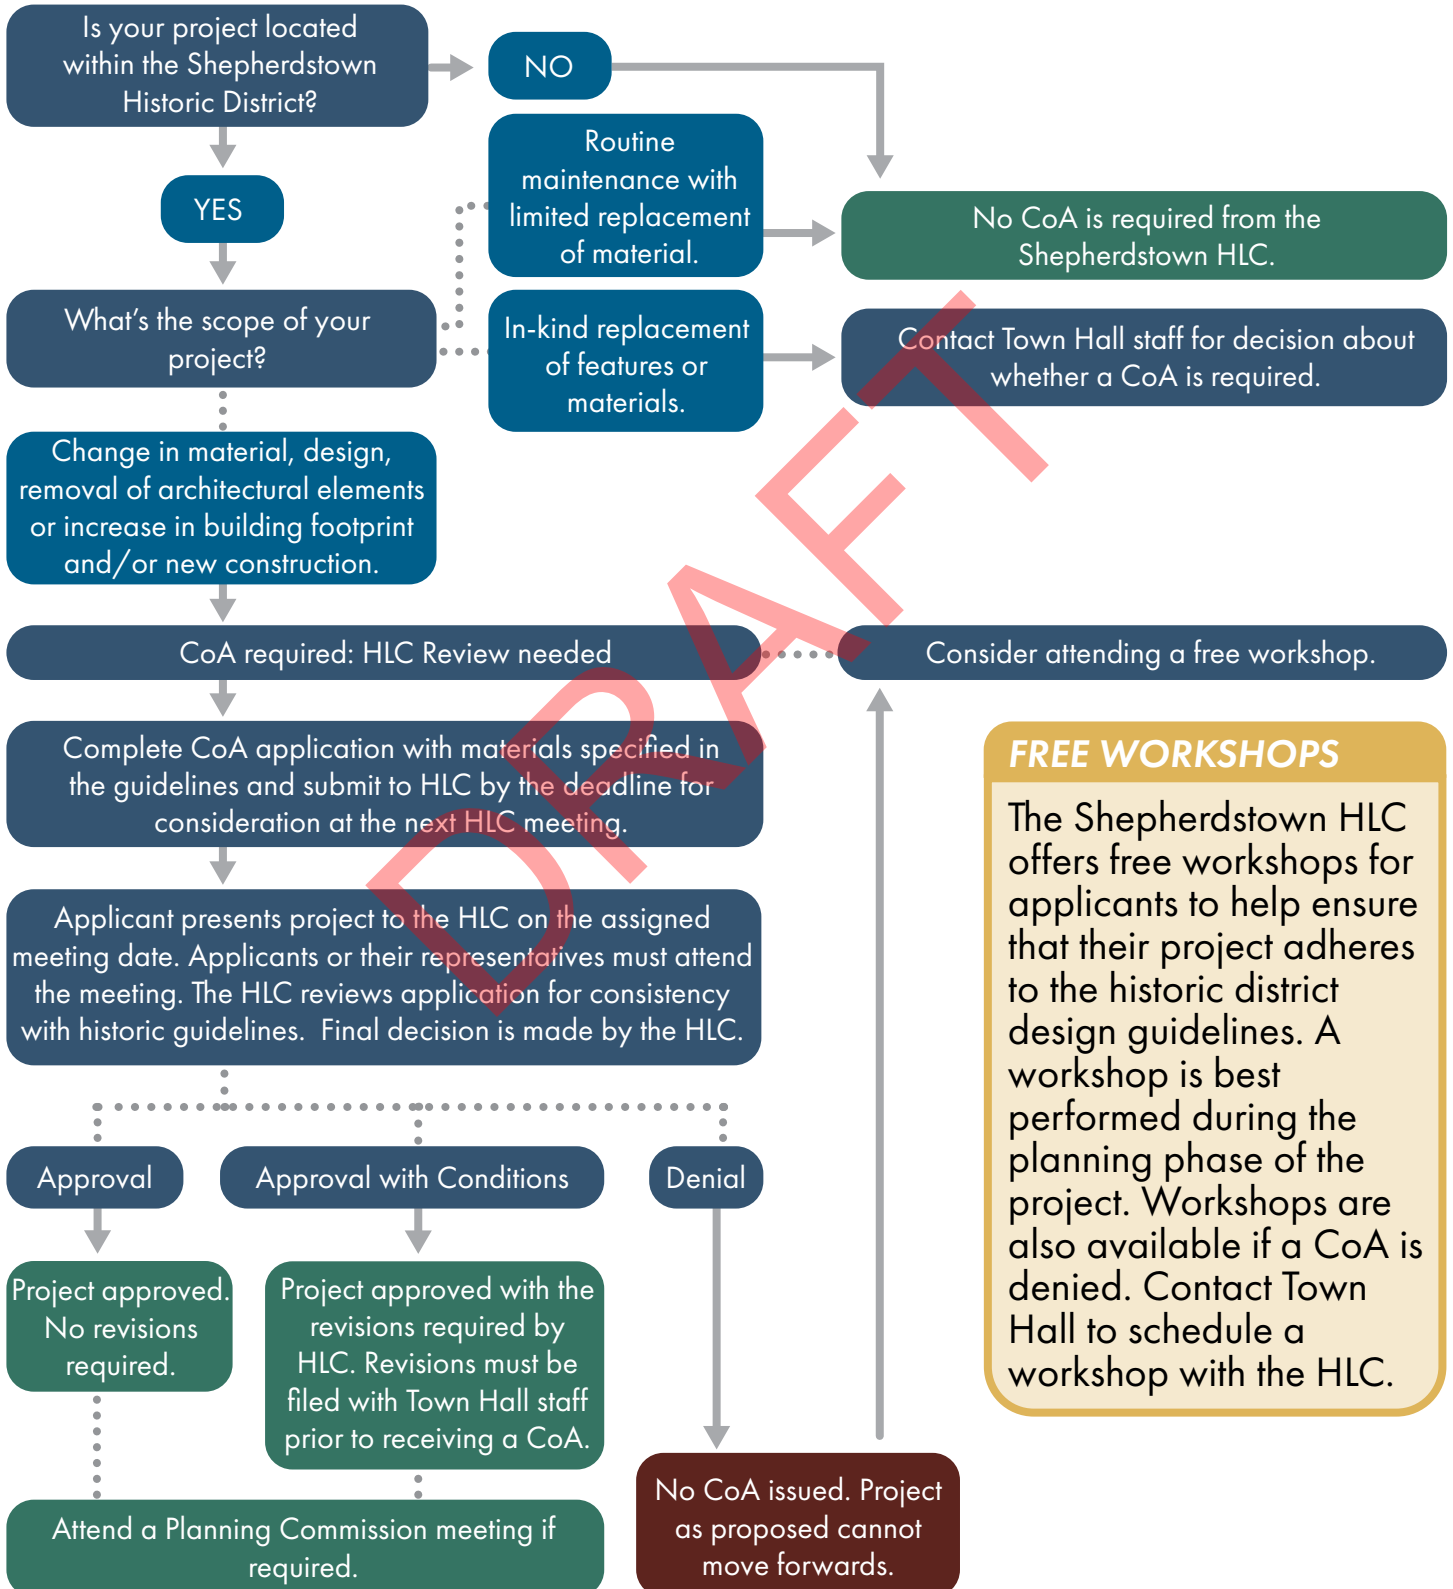 Is your project located
within the Shepherdstown
Historic District?
NO
YES
Routine
maintenance with
limited replacement
of material.
No CoA is required from the
Shepherdstown HLC.
What's the scope of your
project?
In-kind replacement
of features or
materials.
Contact Town Hall staff for decision about
whether a CoA is required.
Change in material, design,
removal of architectural elements
or increase in building footprint
and/or new construction.
CoA required: HLC Review needed
Consider attending a free workshop.
Complete CoA application with materials specified in
the guidelines and submit to HLC by the deadline for
consideration at the next HLC meeting.
Applicant presents project to the HLC on the assigned
meeting date. Applicants or their representatives must attend
the meeting. The HLC reviews application for consistency
with historic guidelines.  Final decision is made by the HLC.
Approval
Approval with Conditions
Denial
Project approved.
No revisions
required.
Project approved with the
revisions required by
HLC. Revisions must be
filed with Town Hall staff
prior to receiving a CoA.
No CoA issued. Project
as proposed cannot
move forwards.
Attend a Planning Commission meeting if
required.
FREE WORKSHOPS
The Shepherdstown HLC
offers free workshops for
applicants to help ensure
that their project adheres
to the historic district
design guidelines. A
workshop is best
performed during the
planning phase of the
project. Workshops are
also available if a CoA is
denied. Contact Town
Hall to schedule a
workshop with the HLC.
DRAFT